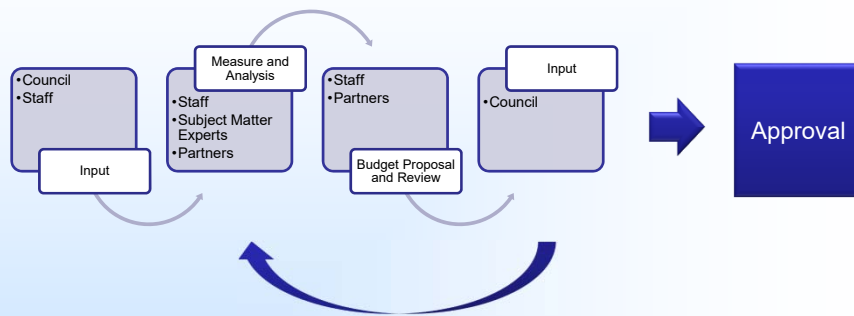 •Council
•Staff
Input
Measure and
Analysis
•Staff
•Subject Matter
Experts
•Partners
•Staff
•Partners
Budget Proposal
and Review
Input
•Council
Approval